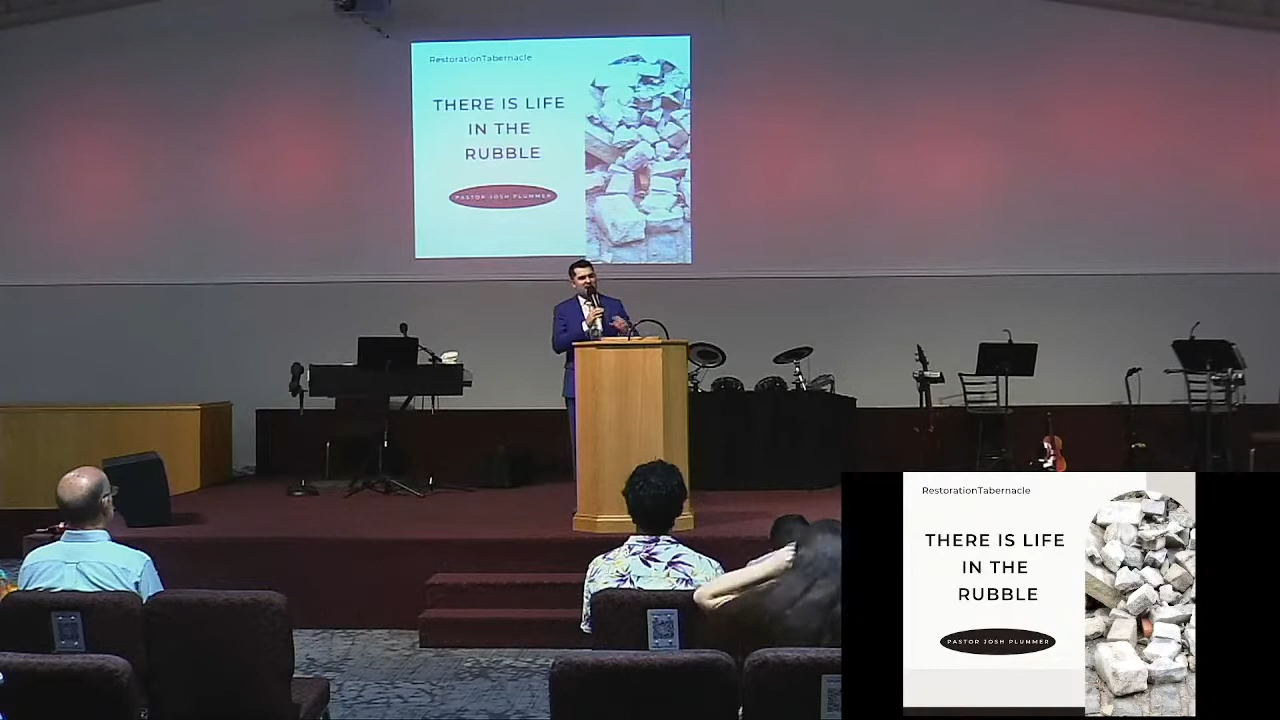 RestorationTabernacle
THERE IS LIFE
IN THE
RUBBLE
PASTOR JOSH PLUMMER
RestorationTabernacle
THERE IS LIFE
IN THE
RUBBLE
PASTOR JOSH PLUMMER